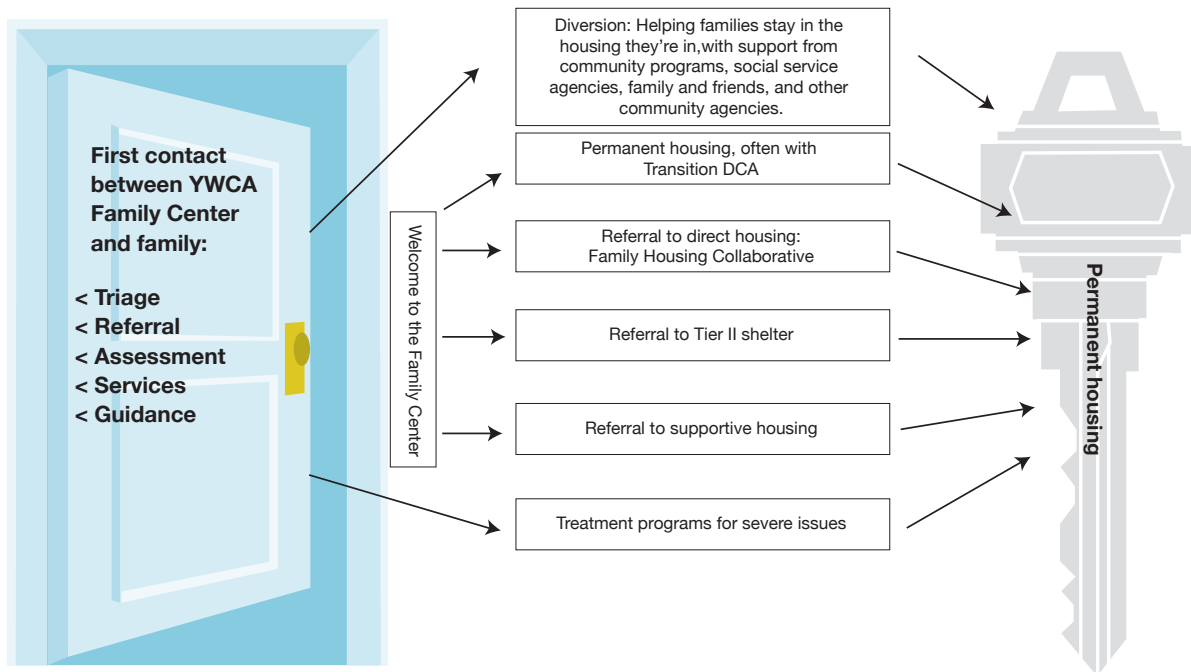 First contact
between YWCA
Family Center
and family:
< Triage
< Referral
< Assessment
< Services
< Guidance
Welcome to the Family Center
Diversion: Helping families stay in the
housing they're in,with support from
community programs, social service
agencies, family and friends, and other
community agencies.
Permanent housing, often with
Transition DCA
Referral to direct housing:
Family Housing Collaborative
Referral to Tier II shelter
Referral to supportive housing
Treatment programs for severe issues
Permanent housing